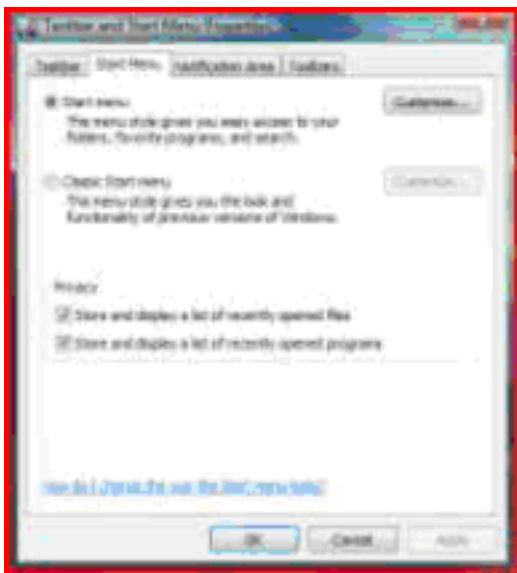 Taskbar and Start Menu Properties
Taskbar Start Menu Notification Area Toolbars
Start menu
Customize...
This menu style gives you easy access to your
folders, favorite programs, and search.
Classic Start menu
Customize...
This menu style gives you the look and
functionality of previous versions of Windows.
Privacy
Store and display a list of recently opened files
Store and display a list of recently opened programs
How do I change the way the Start menu looks?
OK Cancel Apply